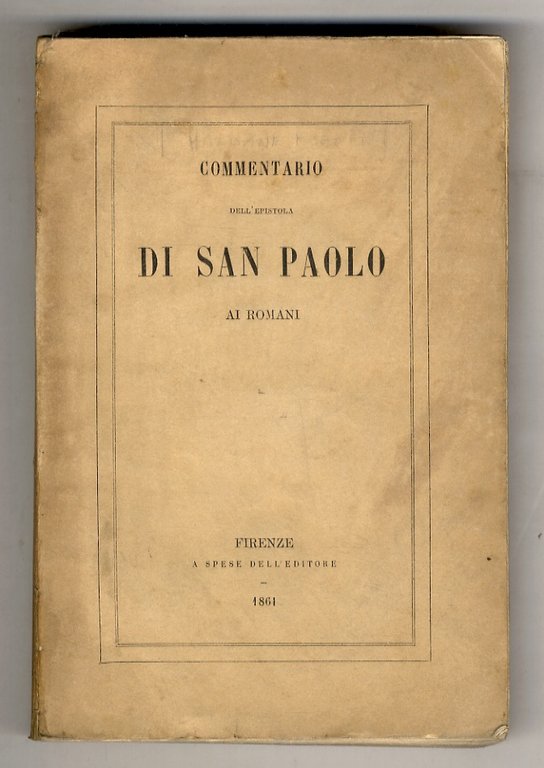 COMMENTARIO
DELL'EPISTOLA
DI SAN PAOLO
AI ROMANI
FIRENZE
A SPESE DELL'EDITORE
1861